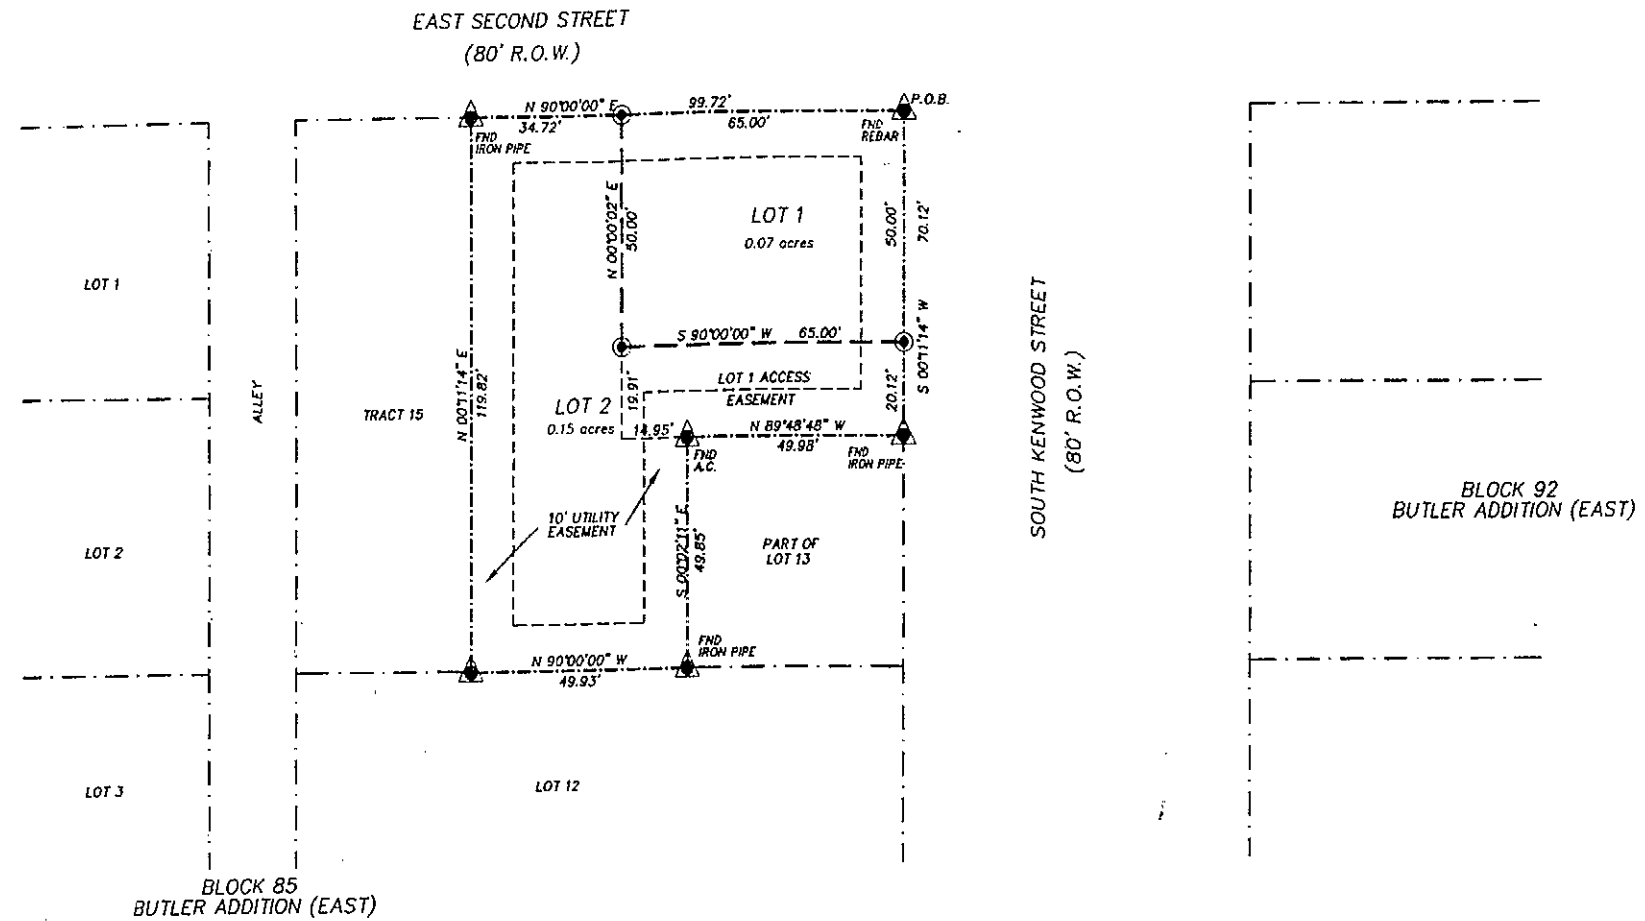 EAST SECOND STREET
(80' R.O.W.)
N 90°00'00" E
99.72'
P.O.B.
34.72'
65.00'
FND
IRON PIPE
FND
REBAR
N 00°00'02" E
50.00'
LOT 1
0.07 acres
50.00'
70.12'
LOT 1
S 90°00'00" W
65.00'
S 00°11'14" W
SOUTH KENWOOD STREET
(80' R.O.W.)
ALLEY
TRACT 15
N 00°11'14" E
119.82'
LOT 1 ACCESS
EASEMENT
19.91'
20.12'
LOT 2
0.15 acres
14.95'
N 89°48'48" W
49.98'
FND
A.C.
FND
IRON PIPE
BLOCK 92
BUTLER ADDITION (EAST)
LOT 2
10' UTILITY
EASEMENT
S 00°02'11" E
49.85'
PART OF
LOT 13
FND
IRON PIPE
N 90°00'00" W
49.93'
LOT 3
LOT 12
BLOCK 85
BUTLER ADDITION (EAST)